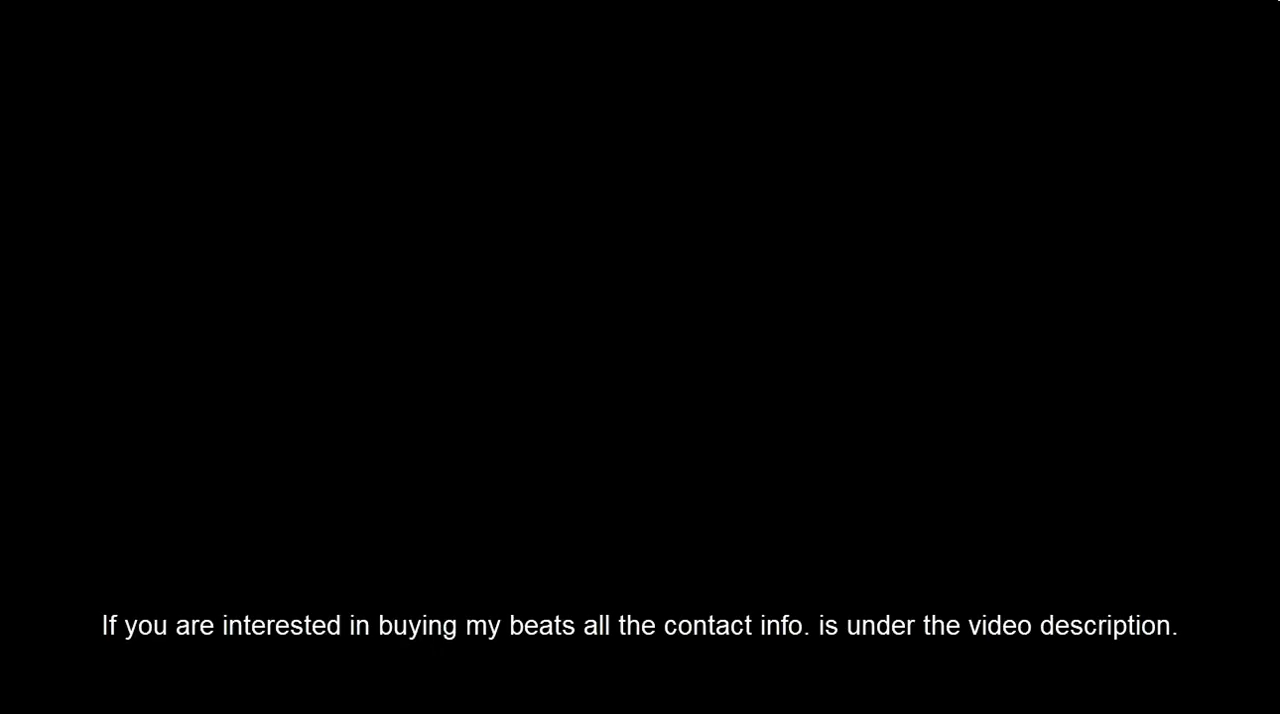 If you are interested in buying my beats all the contact info. is under the video description.